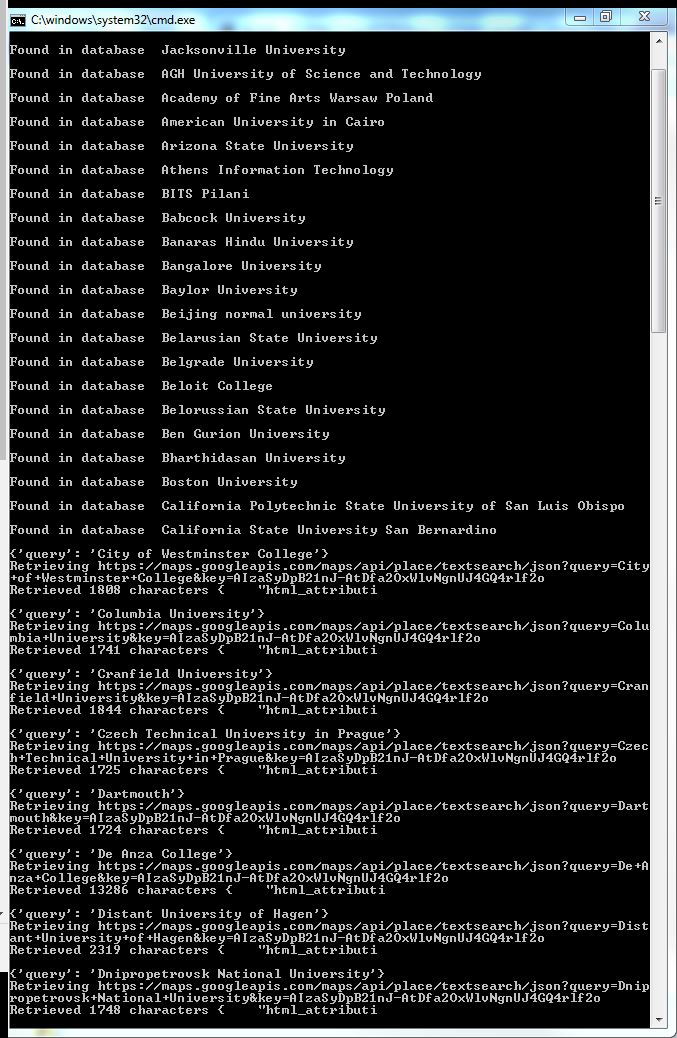 C:\windows\system32\cmd.exe
Found in database  Jacksonville University
Found in database  AGH University of Science and Technology
Found in database  Academy of Fine Arts Warsaw Poland
Found in database  American University in Cairo
Found in database  Arizona State University
Found in database  Athens Information Technology
Found in database  BITS Pilani
Found in database  Babcock University
Found in database  Banaras Hindu University
Found in database  Bangalore University
Found in database  Baylor University
Found in database  Beijing normal university
Found in database  Belarusian State University
Found in database  Belgrade University
Found in database  Beloit College
Found in database  Belorussian State University
Found in database  Ben Gurion University
Found in database  Bharthidasan University
Found in database  Boston University
Found in database  California Polytechnic State University of San Luis Obispo
Found in database  California State University San Bernardino
{'query': 'City of Westminster College'}
Retrieving https://maps.googleapis.com/maps/api/place/textsearch/json?query=City
+of+Westminster+College&key=AIzaSyDpB21nJ-AtDfa2OxWlvNgnUJ4GQ4rlf2o
Retrieved 1808 characters {    "html_attributi
{'query': 'Columbia University'}
Retrieving https://maps.googleapis.com/maps/api/place/textsearch/json?query=Colu
mbia+University&key=AIzaSyDpB21nJ-AtDfa2OxWlvNgnUJ4GQ4rlf2o
Retrieved 1741 characters {    "html_attributi
{'query': 'Cranfield University'}
Retrieving https://maps.googleapis.com/maps/api/place/textsearch/json?query=Cran
field+University&key=AIzaSyDpB21nJ-AtDfa2OxWlvNgnUJ4GQ4rlf2o
Retrieved 1844 characters {    "html_attributi
{'query': 'Czech Technical University in Prague'}
Retrieving https://maps.googleapis.com/maps/api/place/textsearch/json?query=Czec
h+Technical+University+in+Prague&key=AIzaSyDpB21nJ-AtDfa2OxWlvNgnUJ4GQ4rlf2o
Retrieved 1725 characters {    "html_attributi
{'query': 'Dartmouth'}
Retrieving https://maps.googleapis.com/maps/api/place/textsearch/json?query=Dart
mouth&key=AIzaSyDpB21nJ-AtDfa2OxWlvNgnUJ4GQ4rlf2o
Retrieved 1724 characters {    "html_attributi
{'query': 'De Anza College'}
Retrieving https://maps.googleapis.com/maps/api/place/textsearch/json?query=De+A
nza+College&key=AIzaSyDpB21nJ-AtDfa2OxWlvNgnUJ4GQ4rlf2o
Retrieved 13286 characters {    "html_attributi
{'query': 'Distant University of Hagen'}
Retrieving https://maps.googleapis.com/maps/api/place/textsearch/json?query=Dist
ant+University+of+Hagen&key=AIzaSyDpB21nJ-AtDfa2OxWlvNgnUJ4GQ4rlf2o
Retrieved 2319 characters {    "html_attributi
{'query': 'Dnipropetrovsk National University'}
Retrieving https://maps.googleapis.com/maps/api/place/textsearch/json?query=Dnip
ropetrovsk+National+University&key=AIzaSyDpB21nJ-AtDfa2OxWlvNgnUJ4GQ4rlf2o
Retrieved 1748 characters {    "html_attributi